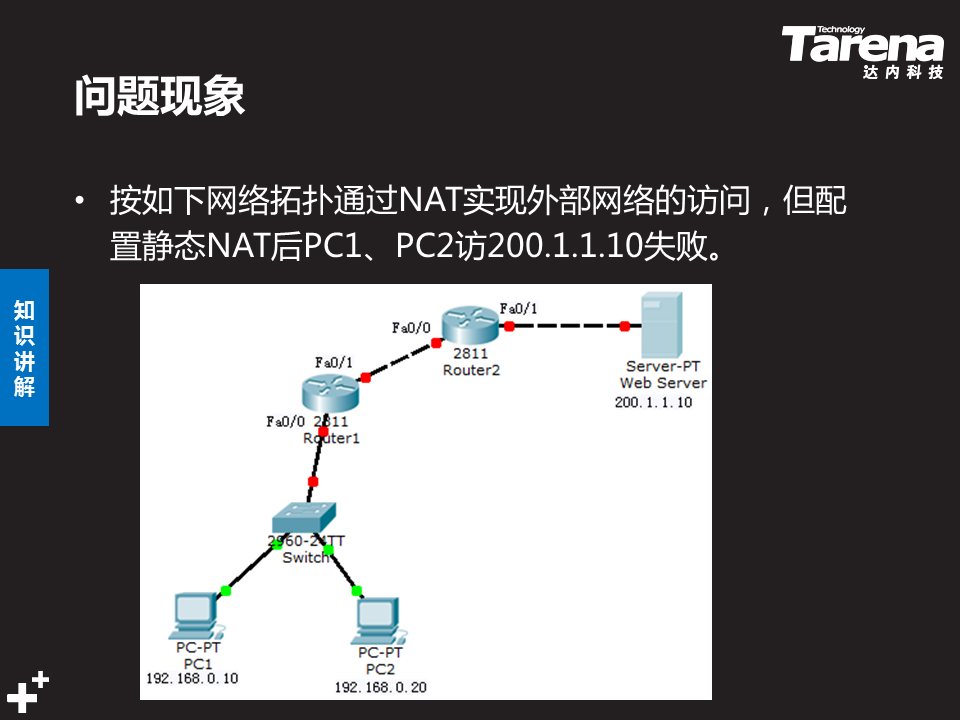 Technology
Tarena
达内科技
问题现象
• 按如下网络拓扑通过NAT实现外部网络的访问，但配
置静态NAT后PC1、PC2访200.1.1.10失败。
知
识
讲
解
Fa0/1
Fa0/0
2811
Router2
Server-PT
Web Server
200.1.1.10
Fa0/1
Fa0/0
2811
Router1
2960-24TT
Switch
PC-PT
PC1
192.168.0.10
PC-PT
PC2
192.168.0.20